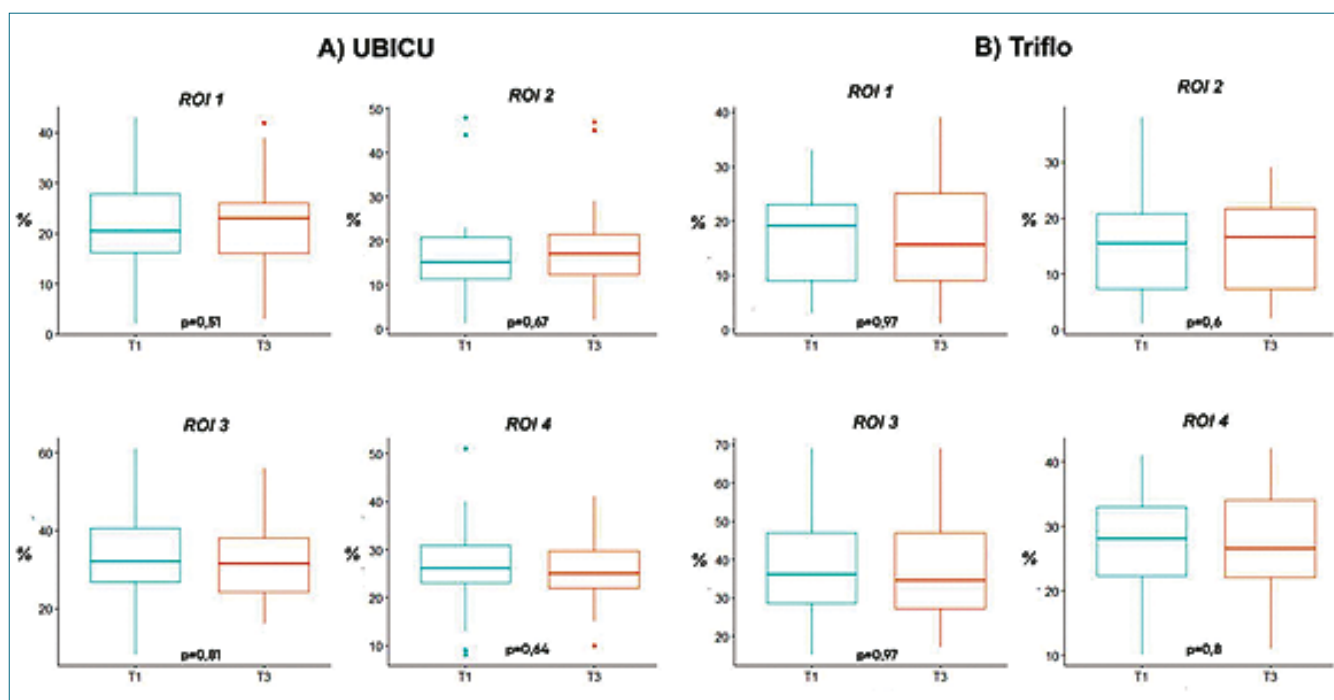 A) UBICU
B) Triflo
ROI 1
%
40
30
20
10
0
p=0,51
T1
T3
ROI 2
%
50
40
30
20
10
0
p=0,67
T1
T3
ROI 1
%
40
30
20
10
0
p=0,97
T1
T3
ROI 2
%
30
20
10
0
p=0,6
T1
T3
ROI 3
%
60
40
20
p=0,81
T1
T3
ROI 4
%
50
40
30
20
10
p=0,64
T1
T3
ROI 3
%
70
60
50
40
30
20
p=0,97
T1
T3
ROI 4
%
40
30
20
10
p=0,8
T1
T3